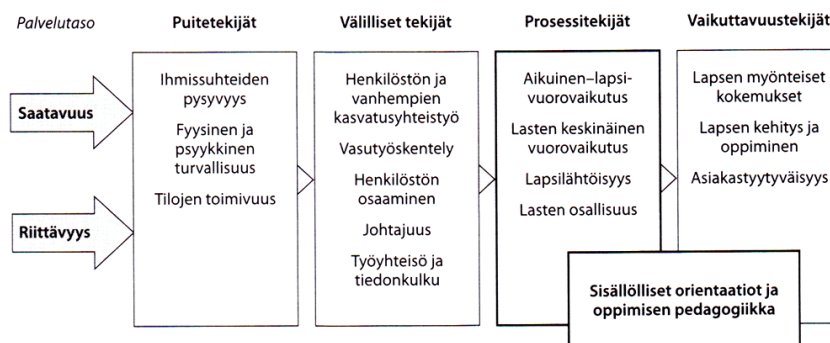 Palvelutaso
Puitetekijät
Välilliset tekijät
Prosessitekijät
Vaikuttavuustekijät
Saatavuus
Riittävyys
Ihmissuhteiden
pysyvyys
Fyysinen ja
psyykkinen
turvallisuus
Tilojen toimivuus
Henkilöstön ja
vanhempien
kasvatusyhteistyö
Vasutyöskentely
Henkilöstön
osaaminen
Johtajuus
Työyhteisö ja
tiedonkulku
Aikuinen–lapsi-
vuorovaikutus
Lasten keskinäinen
vuorovaikutus
Lapsilähtöisyys
Lasten osallisuus
Lapsen myönteiset
kokemukset
Lapsen kehitys ja
oppiminen
Asiakastyytyväisyys
Sisällölliset orientaatiot ja
oppimisen pedagogiikka